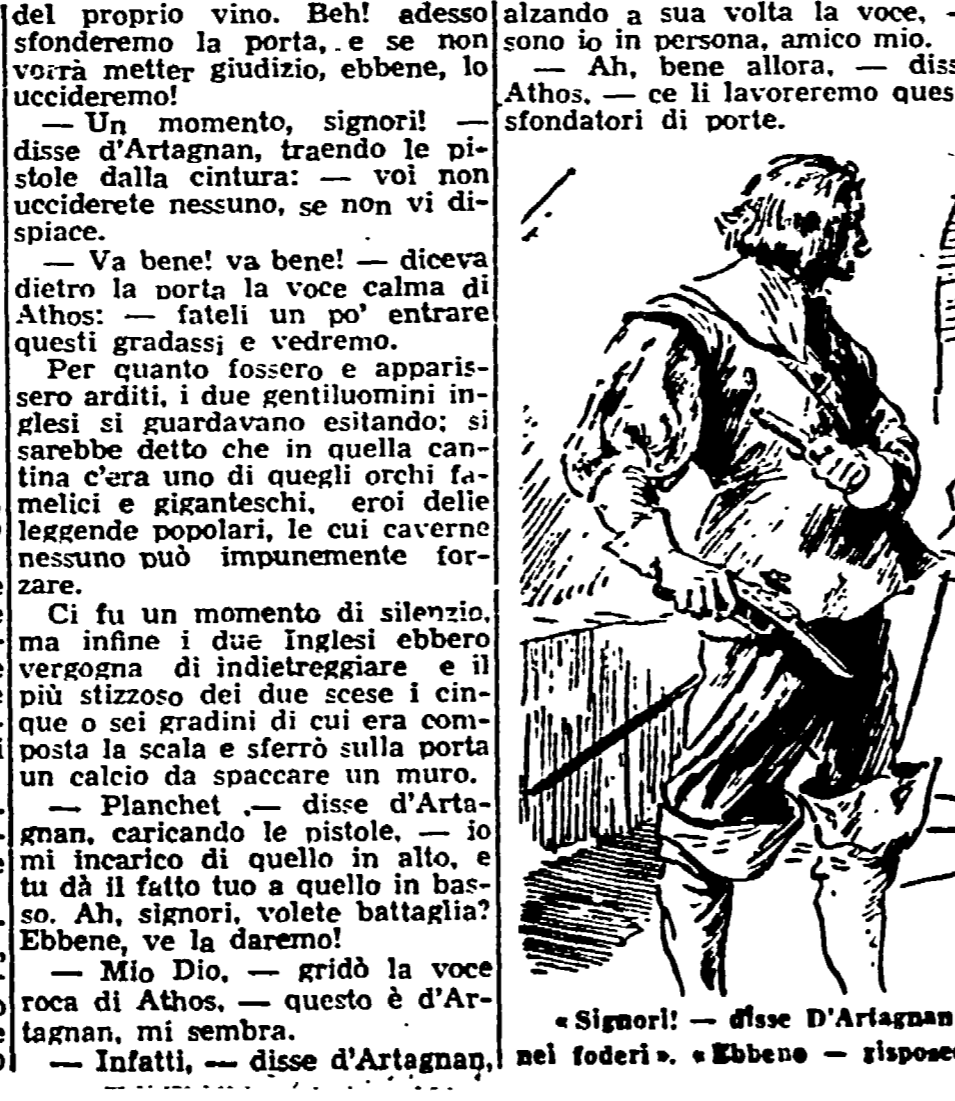 del proprio vino. Beh! adesso
sfonderemo la porta, e se non
vorrà metter giudizio, ebbene, lo
uccideremo!
— Un momento, signori! —
disse d'Artagnan, traendo le pi-
stole dalla cintura: — voi non
ucciderete nessuno, se non vi di-
spiace.
— Va bene! va bene! — diceva
dietro la porta la voce calma di
Athos: — fateli un po' entrare
questi gradassi e vedremo.
Per quanto fossero e apparis-
sero arditi, i due gentiluomini in-
glesi si guardavano esitando; si
sarebbe detto che in quella can-
tina c'era uno di quegli orchi fa-
melici e giganteschi, eroi delle
leggende popolari, le cui caverne
nessuno può impunemente for-
zare.
Ci fu un momento di silenzio,
ma infine i due Inglesi ebbero
vergogna di indietreggiare e il
più stizzoso dei due scese i cin-
que o sei gradini di cui era com-
posta la scala e sferrò sulla porta
un calcio da spaccare un muro.
— Planchet — disse d'Arta-
gnan, caricando le pistole, — io
mi incarico di quello in alto, e
tu dà il fatto tuo a quello in bas-
so. Ah, signori, volete battaglia?
Ebbene, ve la daremo!
— Mio Dio, — gridò la voce
roca di Athos, — questo è d'Ar-
tagnan, mi sembra.
— Infatti, — disse d'Artagnan,
alzando a sua volta la voce, —
sono io in persona, amico mio.
— Ah, bene allora, — diss
Athos, — ce li lavoreremo ques
sfondatori di porte.
« Signori! — disse D'Artagnan
nei foderi ». « Ebbene — rispose